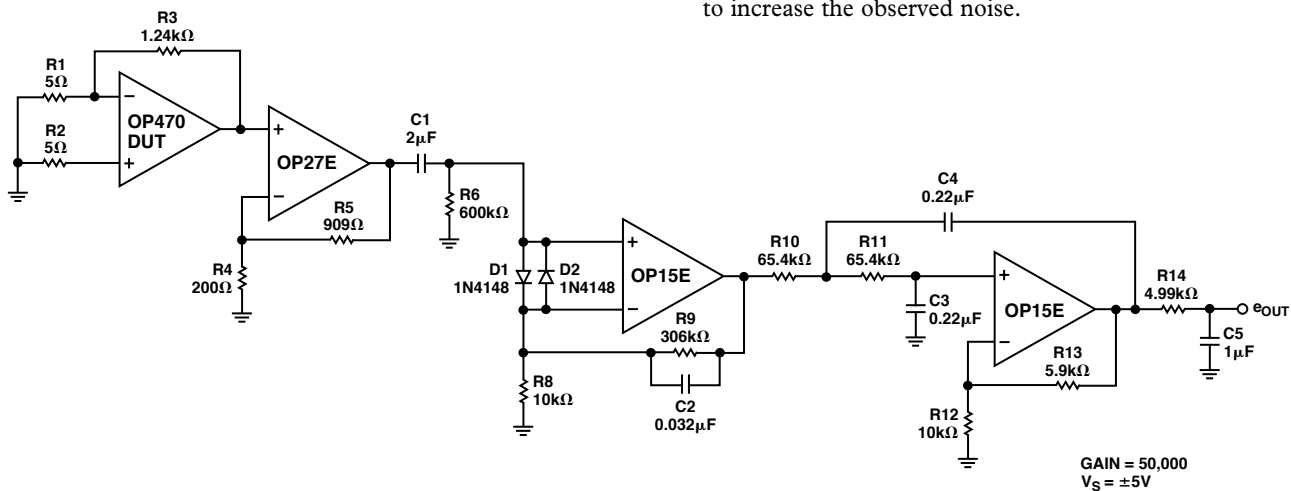 to increase the observed noise.
R3
1.24kΩ
R1
5Ω
R2
5Ω
−
+
OP470
DUT
+
−
OP27E
R5
909Ω
R4
200Ω
C1
2μF
R6
600kΩ
D1
1N4148
D2
1N4148
+
−
OP15E
R9
306kΩ
C2
0.032μF
R8
10kΩ
R10
65.4kΩ
R11
65.4kΩ
C4
0.22μF
C3
0.22μF
+
−
OP15E
R13
5.9kΩ
R12
10kΩ
R14
4.99kΩ
eOUT
C5
1μF
GAIN = 50,000
VS = ±5V